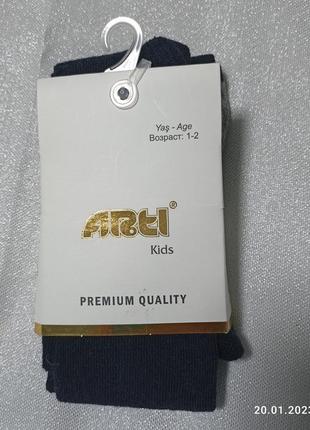 Yaş - Age
Возраст: 1-2
Arti®
Kids
PREMIUM QUALITY
20.01.2023